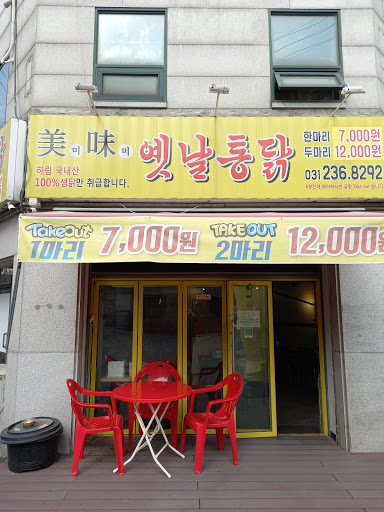 美미味미 옛날통닭
하림 국내산
100%생닭만 취급합니다.
한마리 7,000원
두마리 12,000원
031 236.8292
TakeOut 1마리 7,000원
TAKEOUT 2마리 12,000원